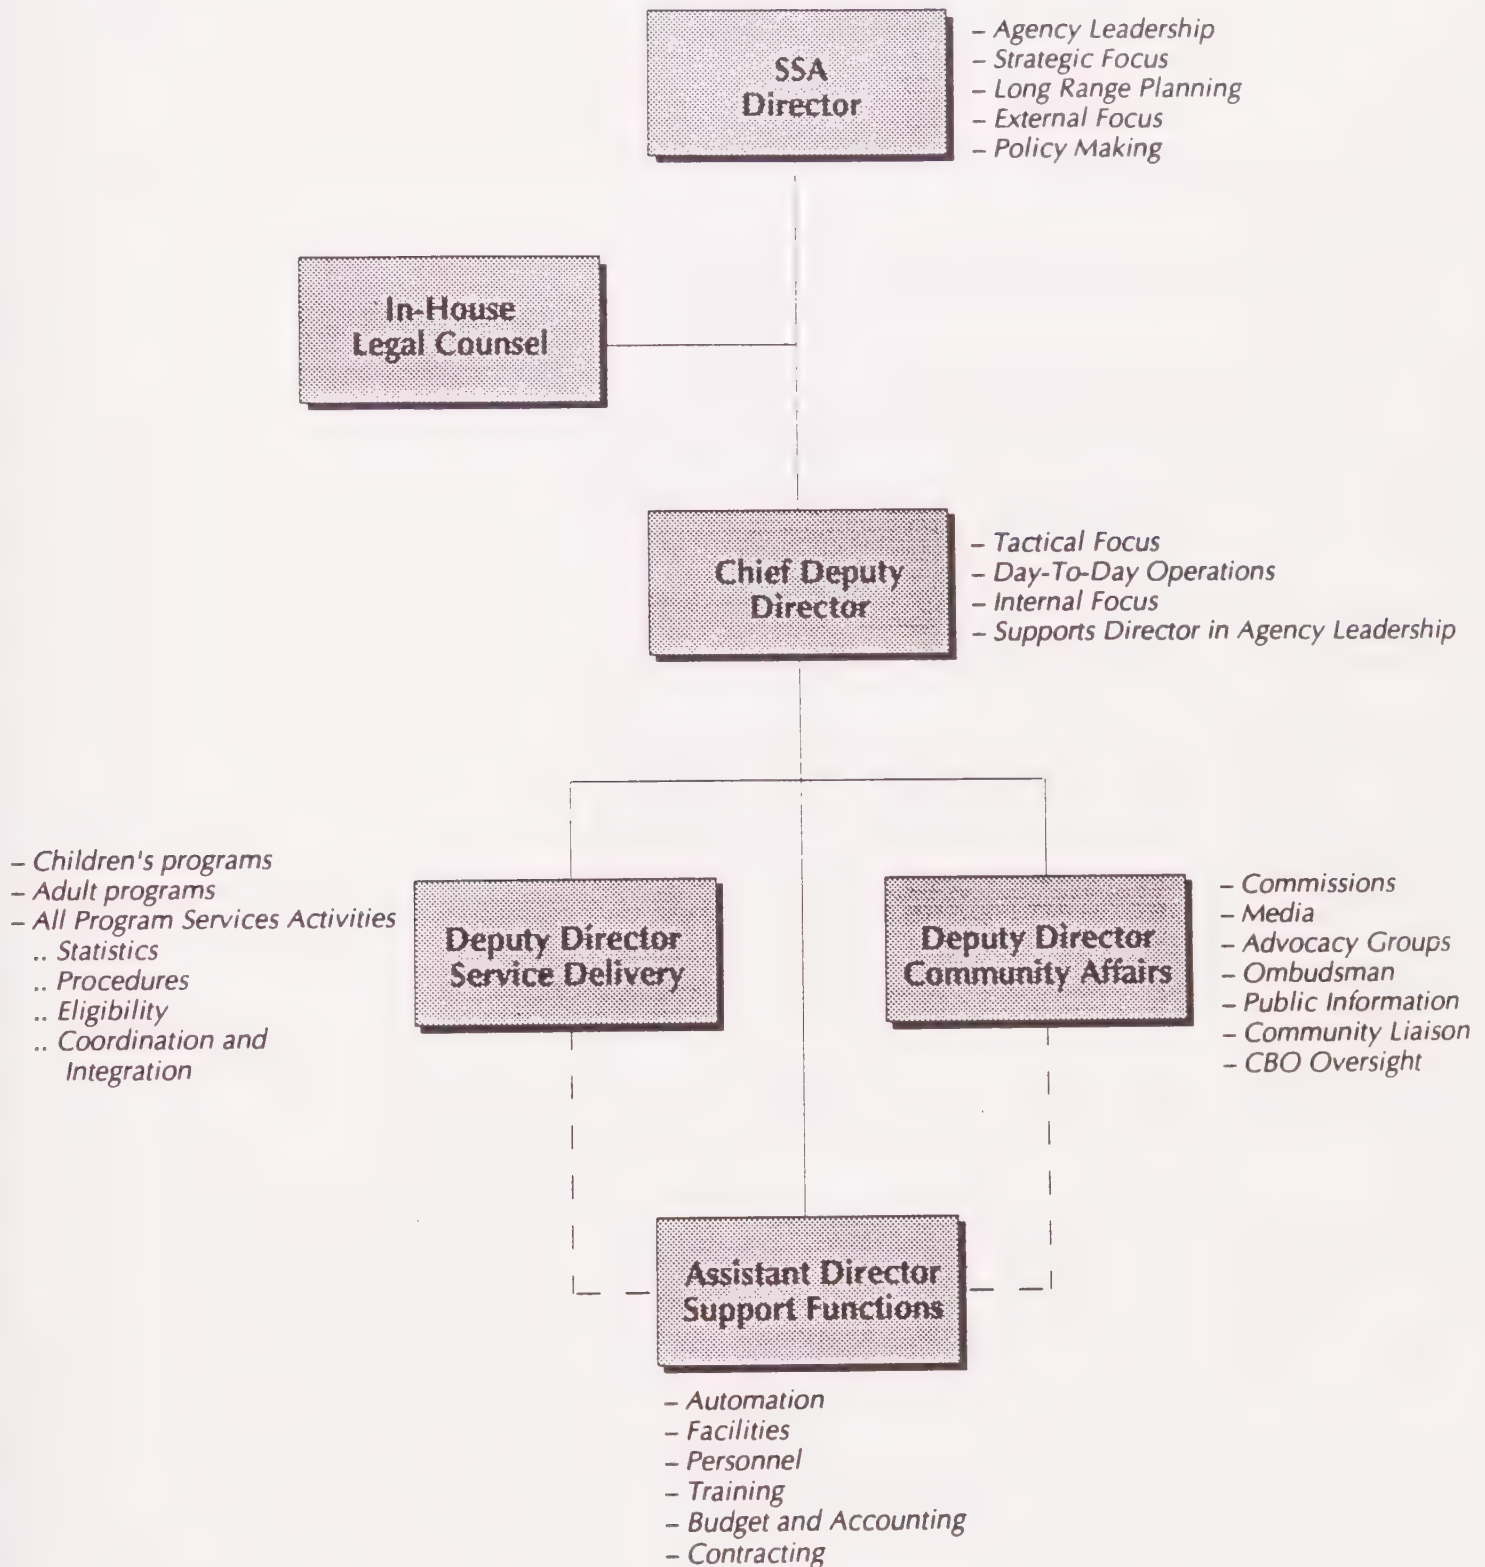 SSA
Director
– Agency Leadership
– Strategic Focus
– Long Range Planning
– External Focus
– Policy Making
In-House
Legal Counsel
Chief Deputy
Director
– Tactical Focus
– Day-To-Day Operations
– Internal Focus
– Supports Director in Agency Leadership
– Children's programs
– Adult programs
– All Program Services Activities
.. Statistics
.. Procedures
.. Eligibility
.. Coordination and
Integration
Deputy Director
Service Delivery
Deputy Director
Community Affairs
– Commissions
– Media
– Advocacy Groups
– Ombudsman
– Public Information
– Community Liaison
– CBO Oversight
Assistant Director
Support Functions
– Automation
– Facilities
– Personnel
– Training
– Budget and Accounting
– Contracting